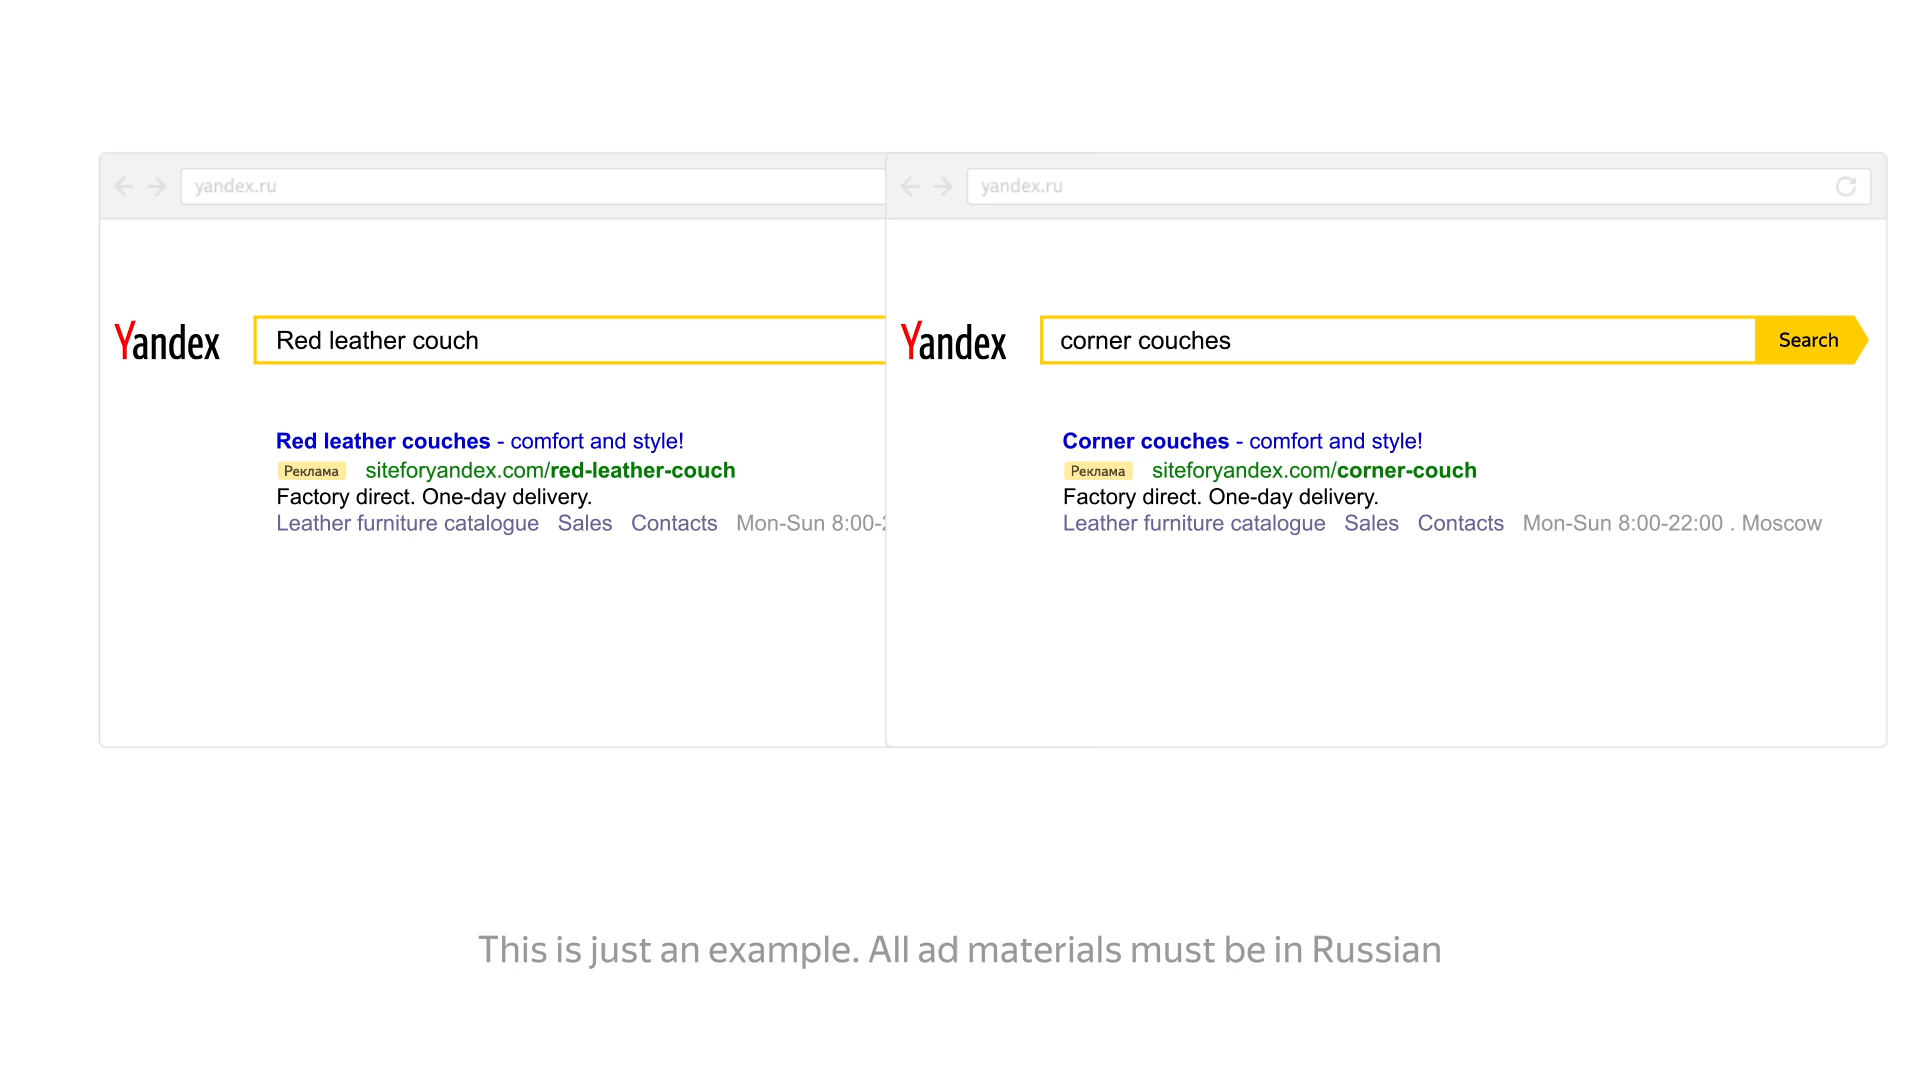 yandex.ru
Yandex
Red leather couch
Red leather couches - comfort and style!
Реклама siteforyandex.com/red-leather-couch
Factory direct. One-day delivery.
Leather furniture catalogue Sales Contacts Mon-Sun 8:00-
yandex.ru
Yandex
corner couches
Search
Corner couches - comfort and style!
Реклама siteforyandex.com/corner-couch
Factory direct. One-day delivery.
Leather furniture catalogue Sales Contacts Mon-Sun 8:00-22:00 . Moscow
This is just an example. All ad materials must be in Russian